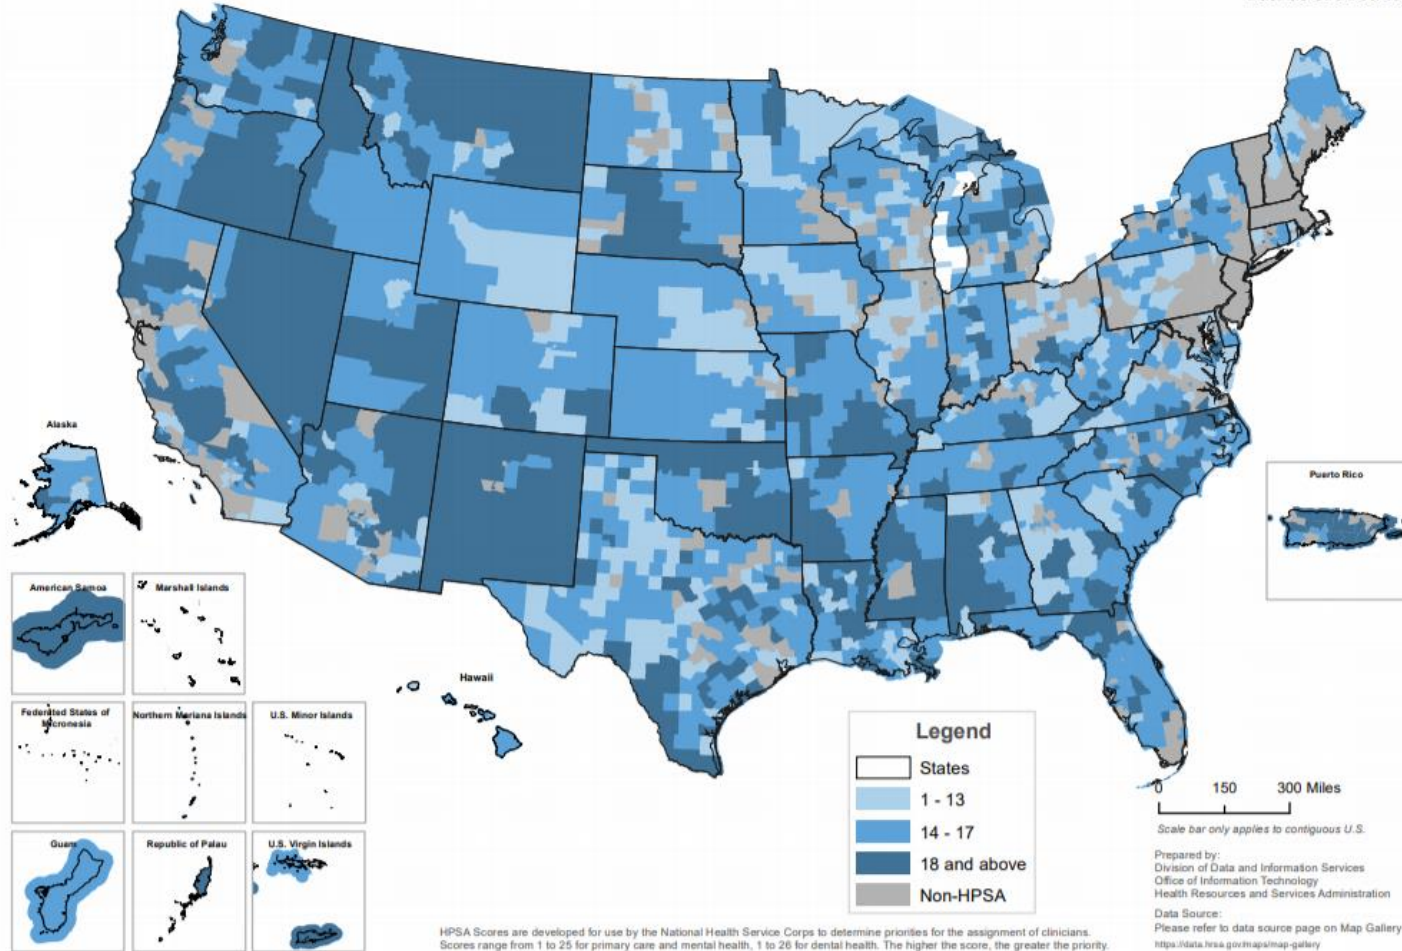 Alaska
Puerto Rico
American Samoa
Marshall Islands
Hawaii
Federated States of
Micronesia
Northern Mariana Islands
U.S. Minor Islands
Guam
Republic of Palau
U.S. Virgin Islands
Legend
States
1 - 13
14 - 17
18 and above
Non-HPSA
0 150 300 Miles
Scale bar only applies to contiguous U.S.
Prepared by:
Division of Data and Information Services
Office of Information Technology
Health Resources and Services Administration
Data Source:
Please refer to data source page on Map Gallery
https://data.hrsa.gov/maps/map-gallery
HPSA Scores are developed for use by the National Health Service Corps to determine priorities for the assignment of clinicians.
Scores range from 1 to 25 for primary care and mental health, 1 to 26 for dental health. The higher the score, the greater the priority.